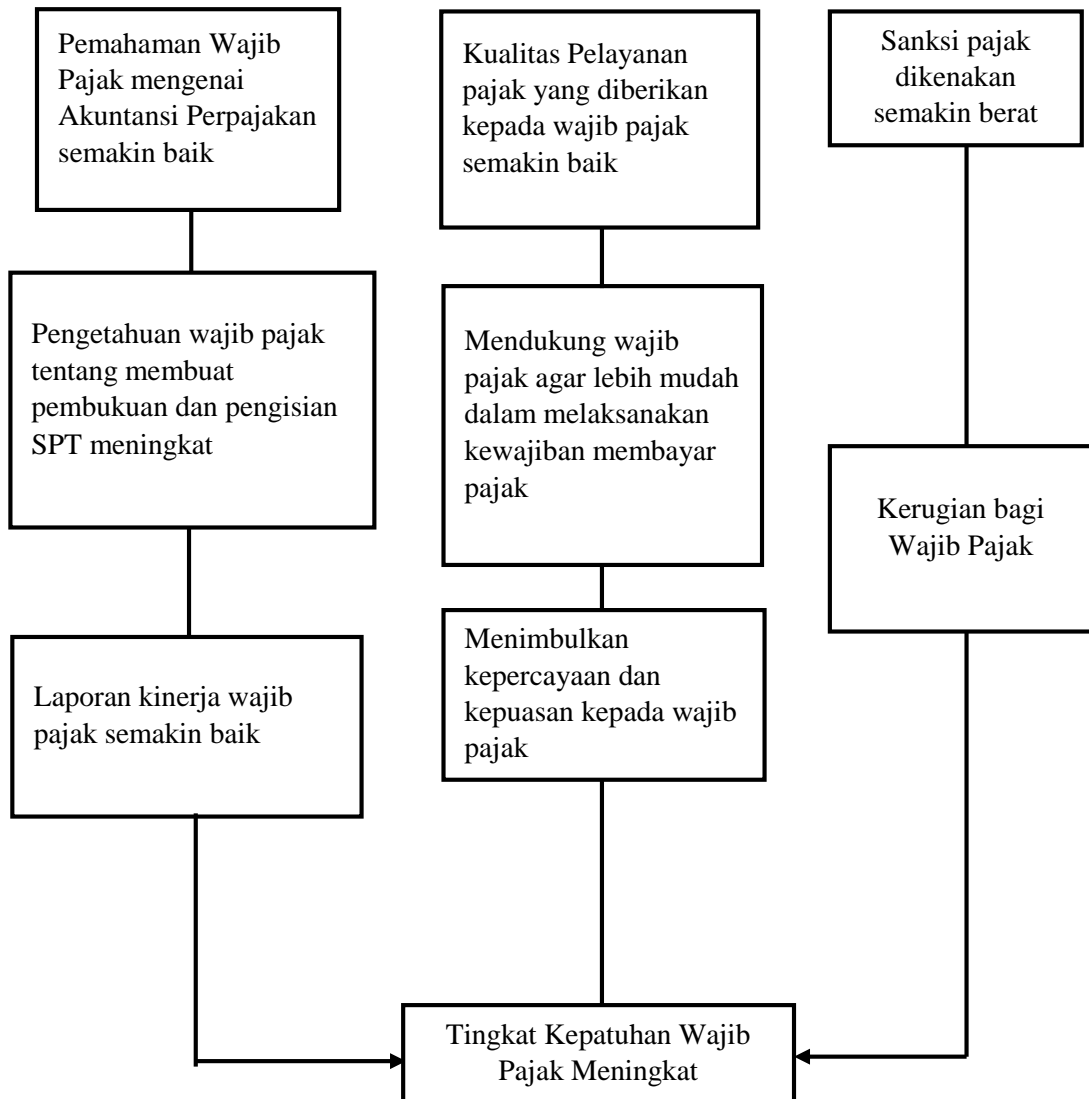 Pemahaman Wajib
Pajak mengenai
Akuntansi Perpajakan
semakin baik
Pengetahuan wajib pajak
tentang membuat
pembukuan dan pengisian
SPT meningkat
Laporan kinerja wajib
pajak semakin baik
Kualitas Pelayanan
pajak yang diberikan
kepada wajib pajak
semakin baik
Mendukung wajib
pajak agar lebih mudah
dalam melaksanakan
kewajiban membayar
pajak
Menimbulkan
kepercayaan dan
kepuasan kepada wajib
pajak
Sanksi pajak
dikenakan
semakin berat
Kerugian bagi
Wajib Pajak
Tingkat Kepatuhan Wajib
Pajak Meningkat